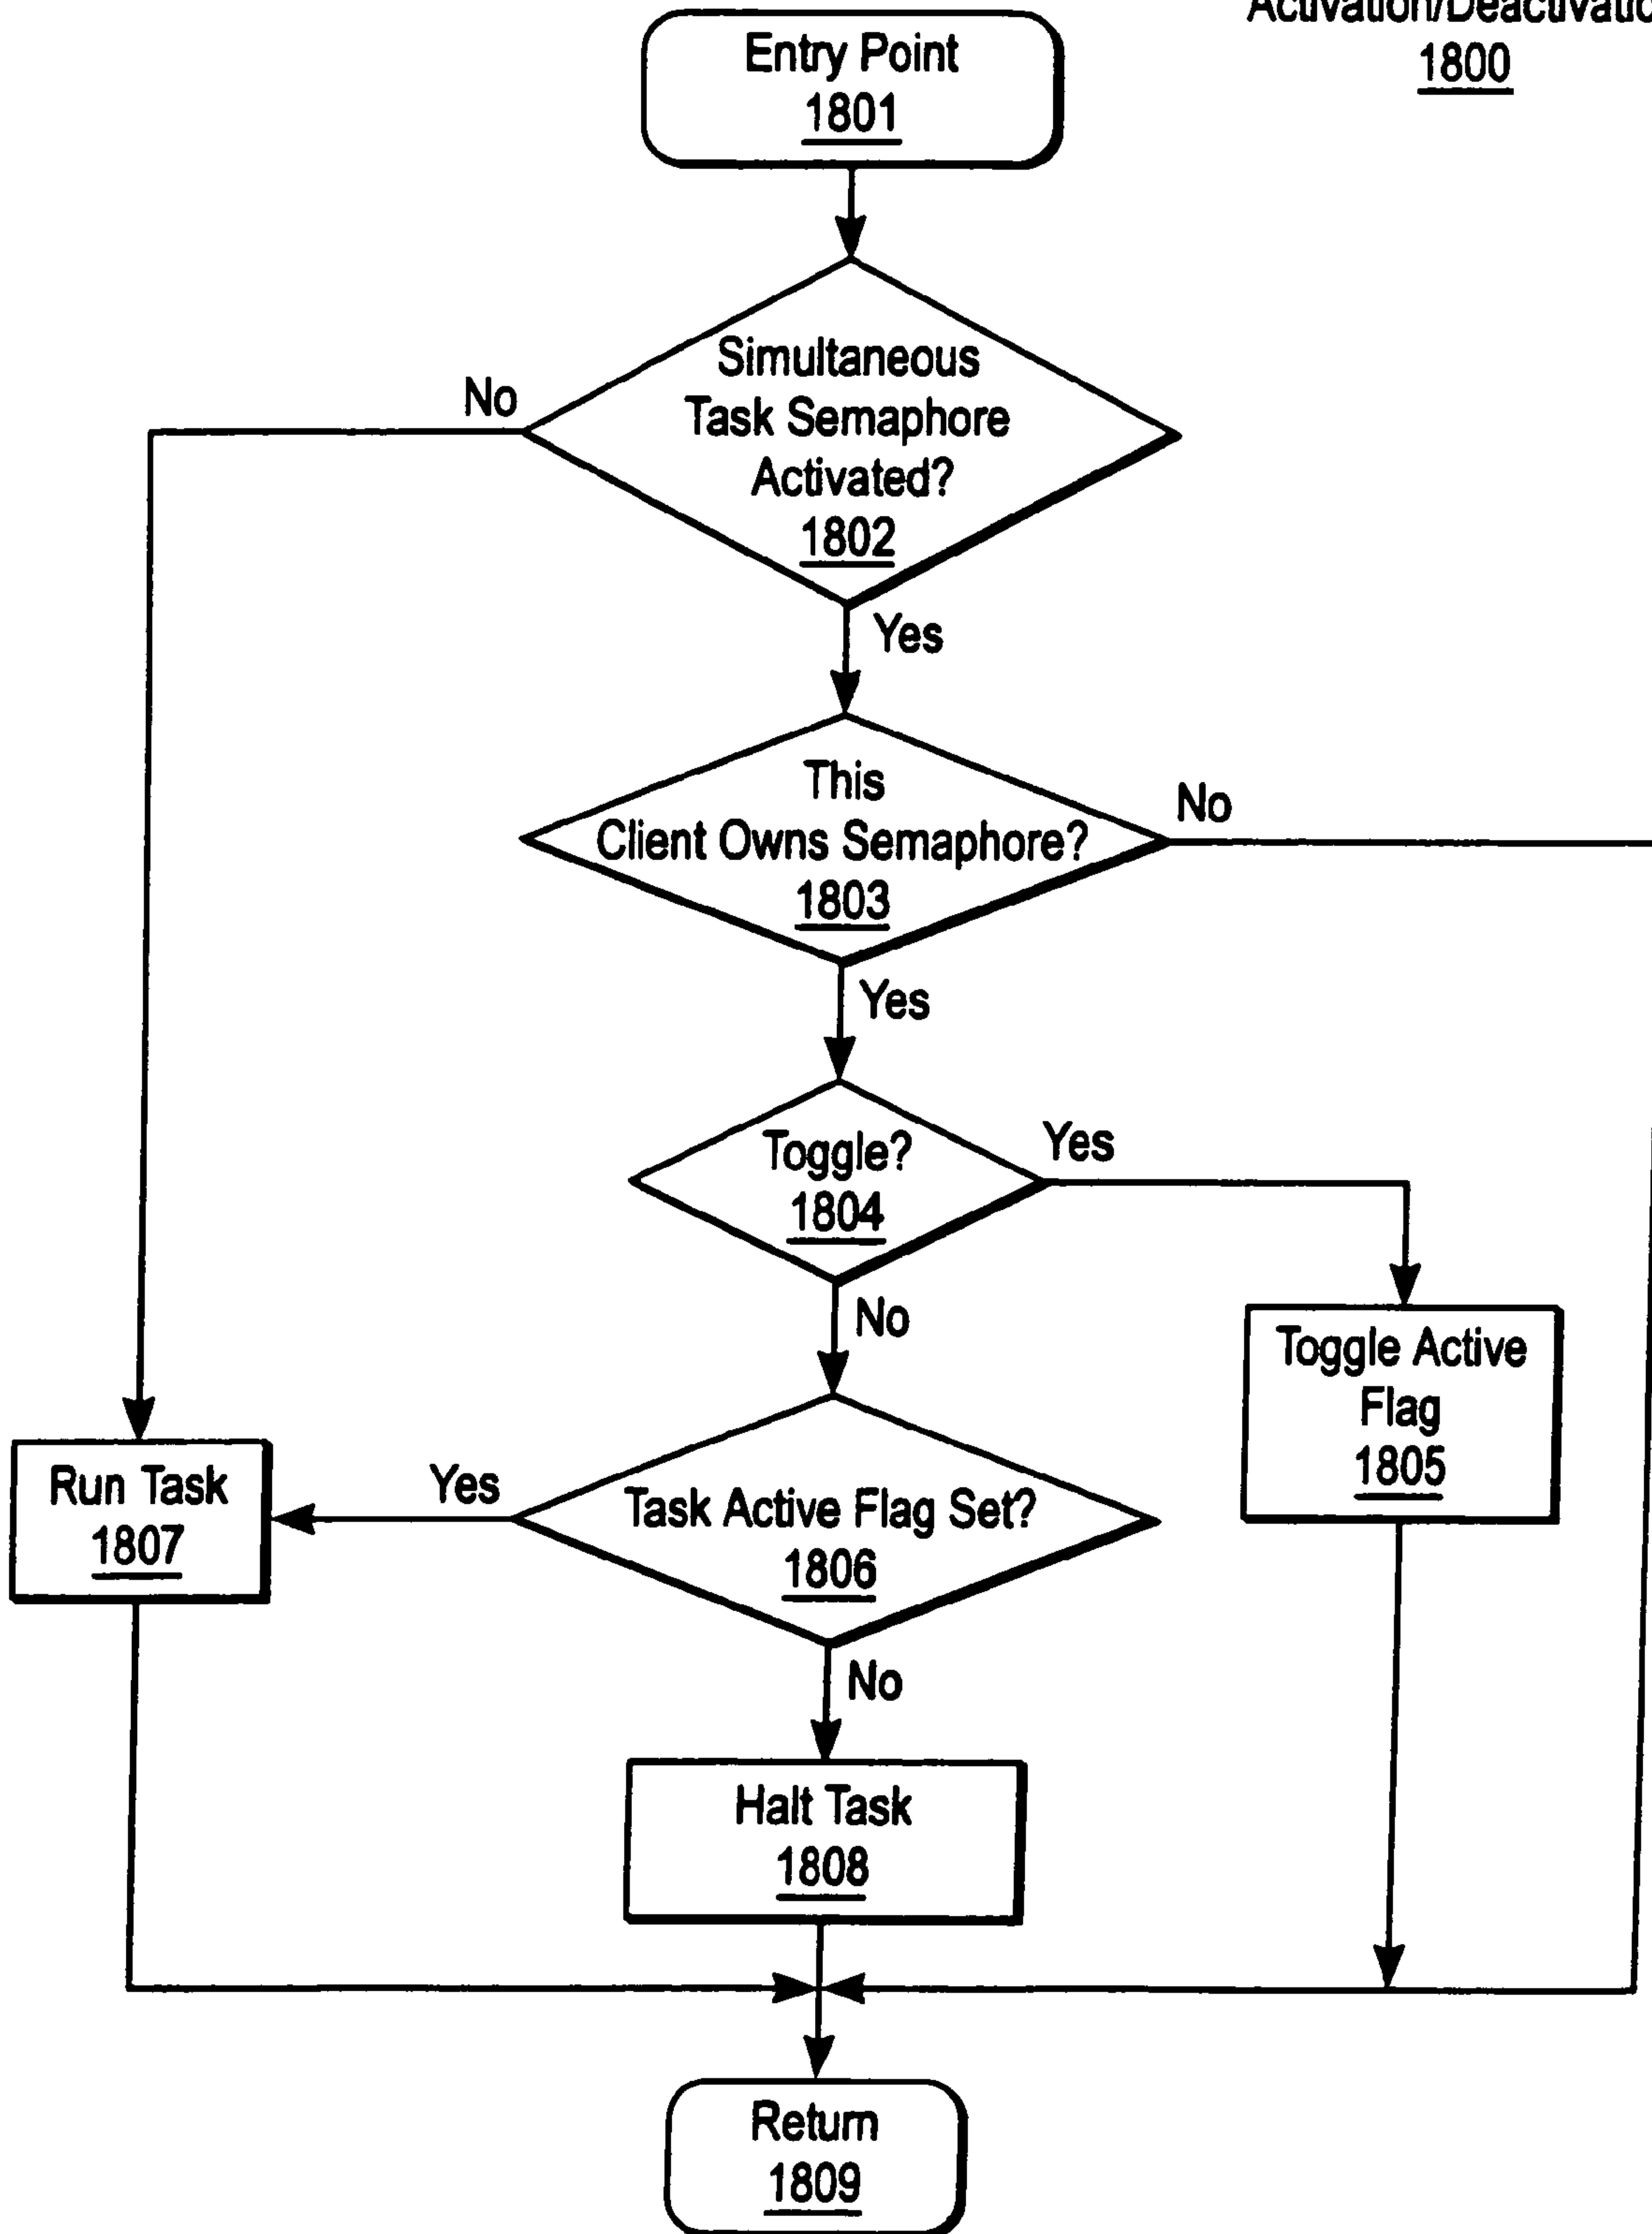 Entry Point
1801
1800
Simultaneous
Task Semaphore
Activated?
1802
No
Yes
This
Client Owns Semaphore?
1803
No
Yes
Toggle?
1804
Yes
No
Toggle Active
Flag
1805
Run Task
1807
Yes
Task Active Flag Set?
1806
No
Halt Task
1808
Return
1809